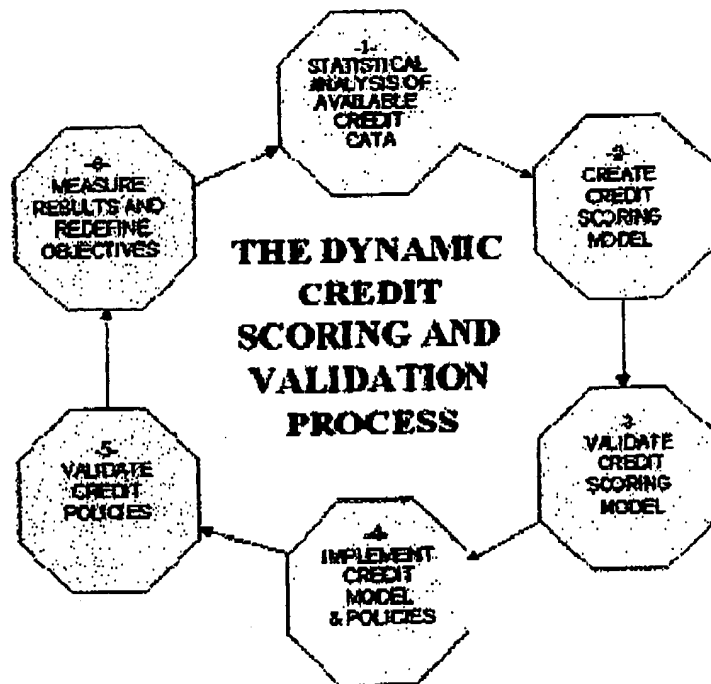 -1-
STATISTICAL
ANALYSIS OF
AVAILABLE
CREDIT
DATA
-2-
CREATE
CREDIT
SCORING
MODEL
-3-
VALIDATE
CREDIT
SCORING
MODEL
-4-
IMPLEMENT
CREDIT
MODEL
& POLICIES
-5-
VALIDATE
CREDIT
POLICIES
-6-
MEASURE
RESULTS AND
REDEFINE
OBJECTIVES
THE DYNAMIC
CREDIT
SCORING AND
VALIDATION
PROCESS